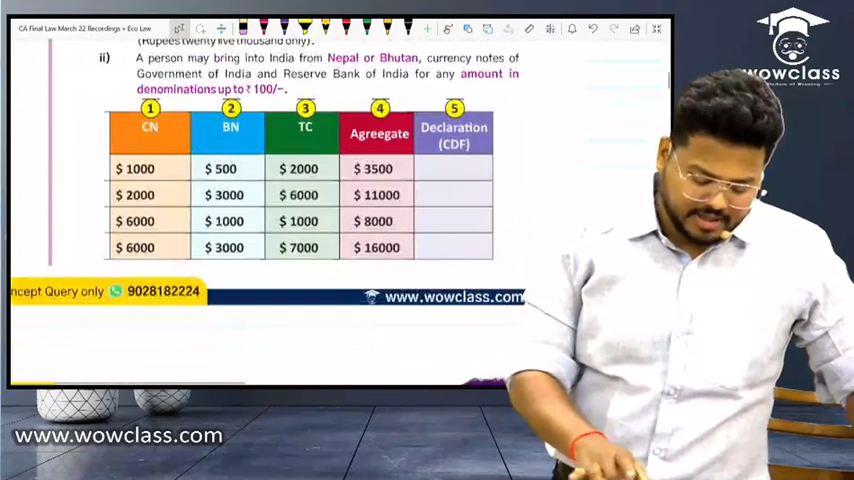 CA Final Law March 22 Recordings » Eco Law
(Rupees twenty five thousand only).
ii) A person may bring into India from Nepal or Bhutan, currency notes of
Government of India and Reserve Bank of India for any amount in
denominations up to ₹ 100/-.
1 2 3 4 5
CN BN TC Agreegate Declaration
(CDF)
$ 1000 $ 500 $ 2000 $ 3500
$ 2000 $ 3000 $ 6000 $ 11000
$ 6000 $ 1000 $ 1000 $ 8000
$ 6000 $ 3000 $ 7000 $ 16000
ncept Query only 9028182224
www.wowclass.com
wowclass
www.wowclass.com